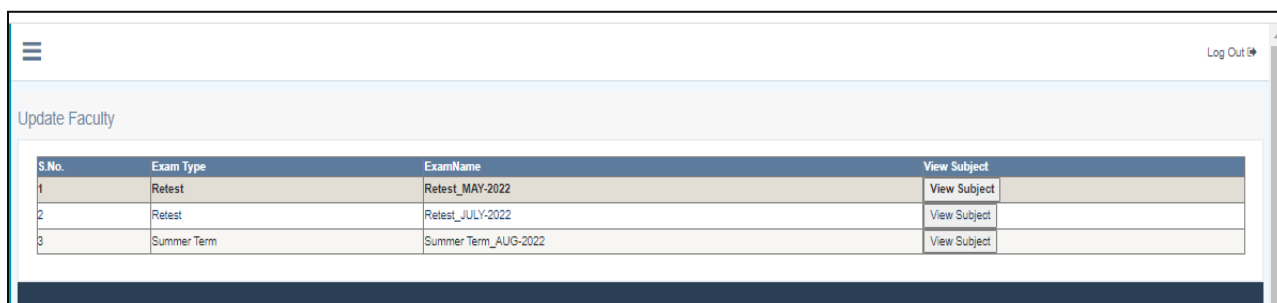 Log Out
Update Faculty
S.No. Exam Type ExamName View Subject
1 Retest Retest_MAY-2022 View Subject
2 Retest Retest_JULY-2022 View Subject
3 Summer Term Summer Term_AUG-2022 View Subject